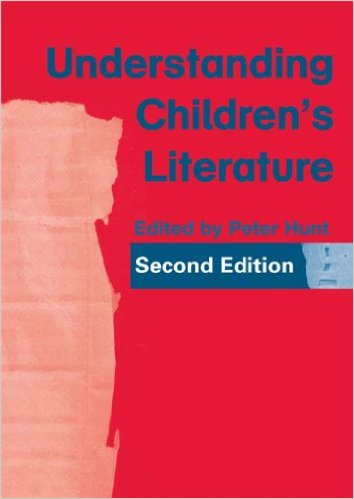 Understanding
Children's
Literature
Edited by Peter Hunt
Second Edition